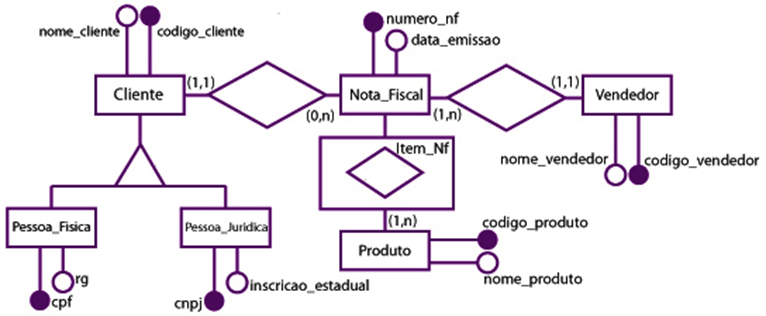 nome_cliente
codigo_cliente
numero_nf
data_emissao
Cliente
(1,1)
(0,n)
Nota_Fiscal
(1,n)
(1,1)
Vendedor
Item_Nf
nome_vendedor
codigo_vendedor
Pessoa_Fisica
Pessoa_Juridica
(1,n)
codigo_produto
Produto
nome_produto
rg
cpf
inscricao_estadual
cnpj